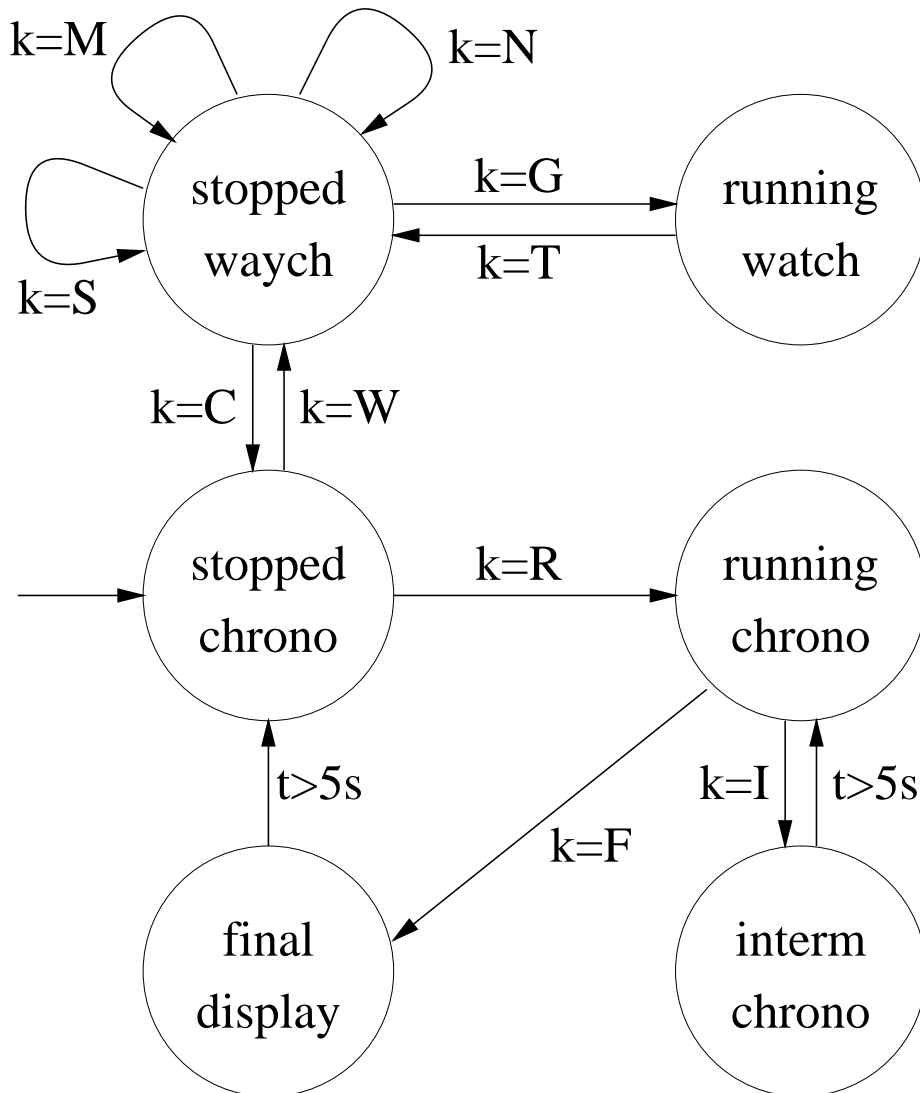 k=M
k=N
stopped
waych
k=G
running
watch
k=T
k=S
k=C
k=W
stopped
chrono
k=R
running
chrono
t>5s
k=I
t>5s
k=F
final
display
interm
chrono